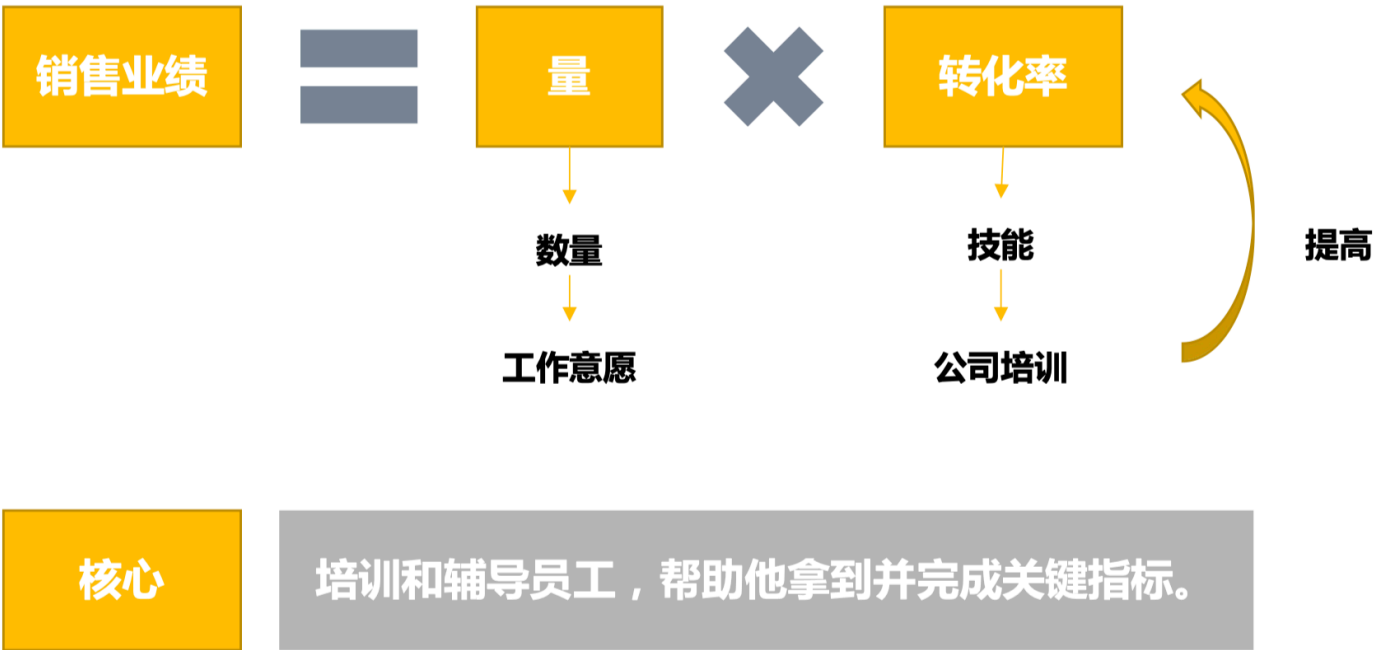 销售业绩
量
转化率
数量
技能
提高
工作意愿
公司培训
核心
培训和辅导员工，帮助他拿到并完成关键指标。